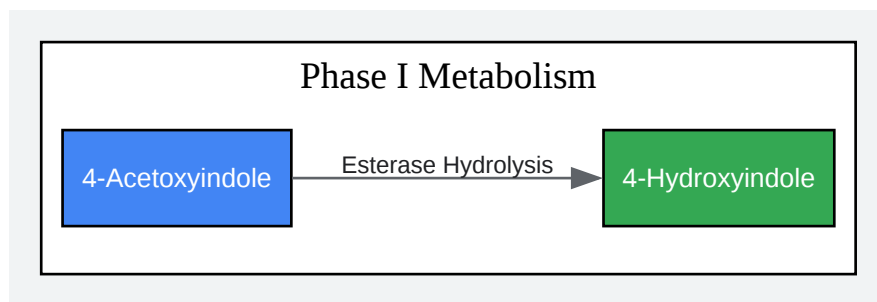 Phase I Metabolism
4-Acetoxyindole
Esterase Hydrolysis
4-Hydroxyindole